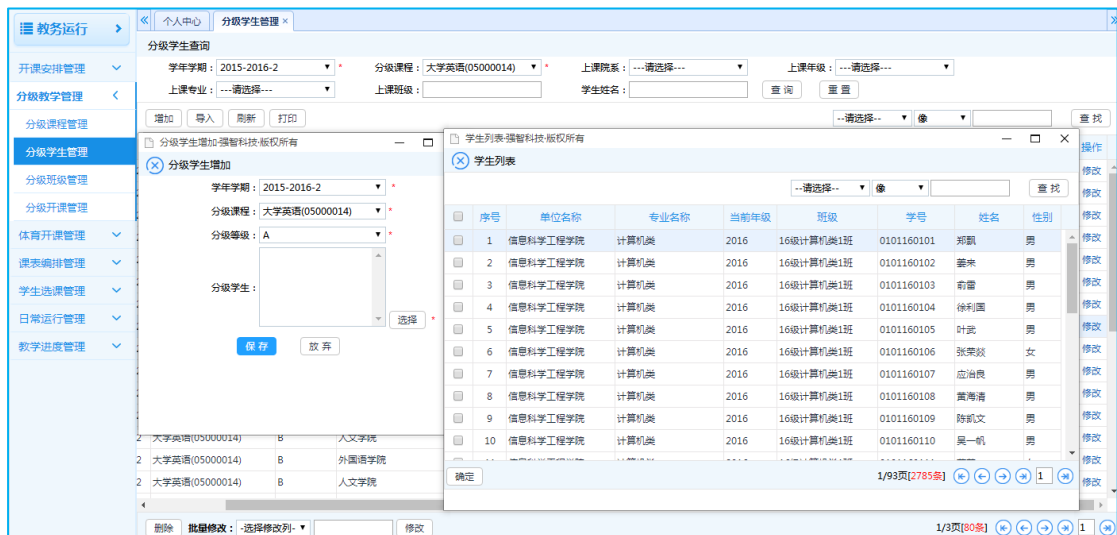 教务运行
个人中心 分级学生管理 ×
分级学生查询
开课安排管理
学年学期： 2015-2016-2 * 分级课程： 大学英语(05000014) * 上课院系： ---请选择--- 上课年级： ---请选择---
分级教学管理
上课专业： ---请选择--- 上课班级： 学生姓名： 查 询 重 置
分级课程管理
增加 导入 刷新 打印 --请选择-- 像 查 找
分级学生管理
分级班级管理
分级开课管理
体育开课管理
课表编排管理
学生选课管理
日常运行管理
教学进度管理
分级学生增加-强智科技-版权所有
分级学生增加
学年学期： 2015-2016-2 *
分级课程： 大学英语(05000014) *
分级等级： A *
分级学生： 选择 *
保 存 放 弃
学生列表-强智科技-版权所有
学生列表
--请选择-- 像 查 找
序号 单位名称 专业名称 当前年级 班级 学号 姓名 性别
1 信息科学工程学院 计算机类 2016 16级计算机类1班 0101160101 郑飘 男
2 信息科学工程学院 计算机类 2016 16级计算机类1班 0101160102 姜来 男
3 信息科学工程学院 计算机类 2016 16级计算机类1班 0101160103 俞雷 男
4 信息科学工程学院 计算机类 2016 16级计算机类1班 0101160104 徐利国 男
5 信息科学工程学院 计算机类 2016 16级计算机类1班 0101160105 叶武 男
6 信息科学工程学院 计算机类 2016 16级计算机类1班 0101160106 张荣燚 女
7 信息科学工程学院 计算机类 2016 16级计算机类1班 0101160107 应治良 男
8 信息科学工程学院 计算机类 2016 16级计算机类1班 0101160108 黄海清 男
9 信息科学工程学院 计算机类 2016 16级计算机类1班 0101160109 陈凯文 男
10 信息科学工程学院 计算机类 2016 16级计算机类1班 0101160110 吴一帆 男
确定 1/93页[2785条] 1
操作
修改
修改
修改
修改
修改
修改
修改
修改
修改
修改
修改
修改
2 大学英语(05000014) B 人文学院 修改
2 大学英语(05000014) B 外国语学院 修改
2 大学英语(05000014) B 人文学院 修改
删除 批量修改： -选择修改列- 修改 1/3页[80条] 1